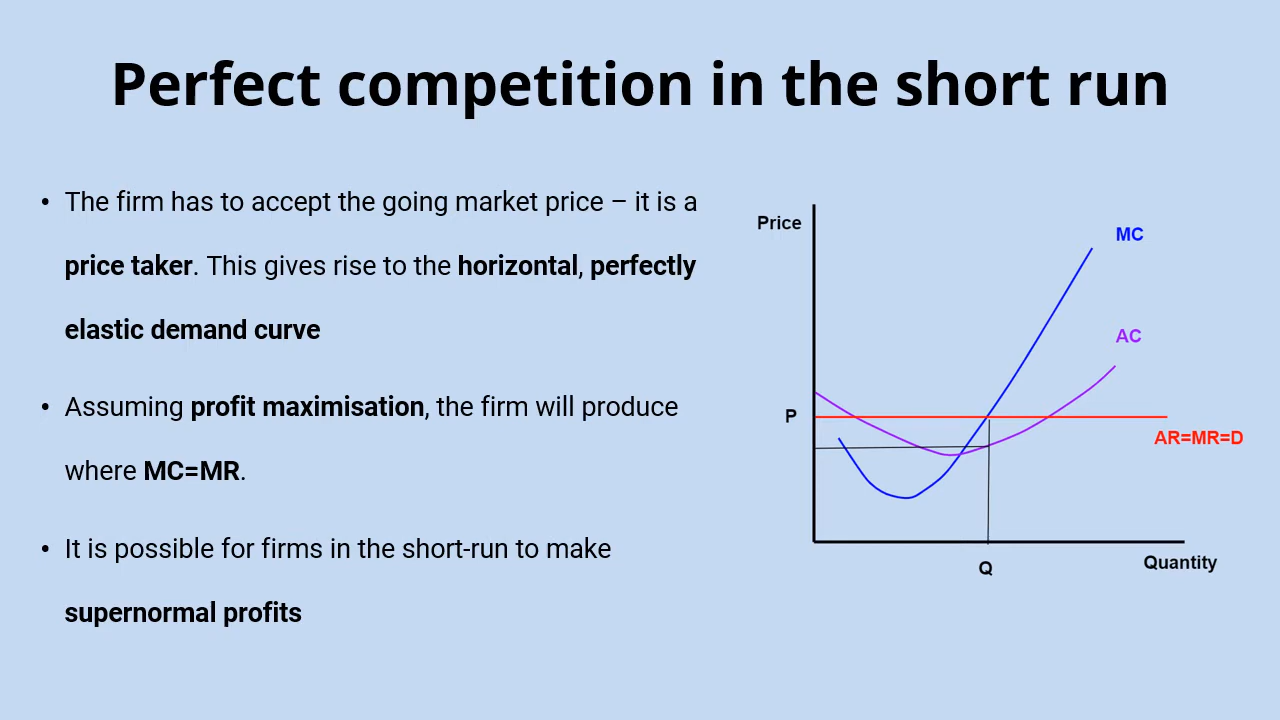 Perfect competition in the short run
• The firm has to accept the going market price – it is a
price taker. This gives rise to the horizontal, perfectly
elastic demand curve
• Assuming profit maximisation, the firm will produce
where MC=MR.
• It is possible for firms in the short-run to make
supernormal profits
Price
MC
AC
P
AR=MR=D
Quantity
Q